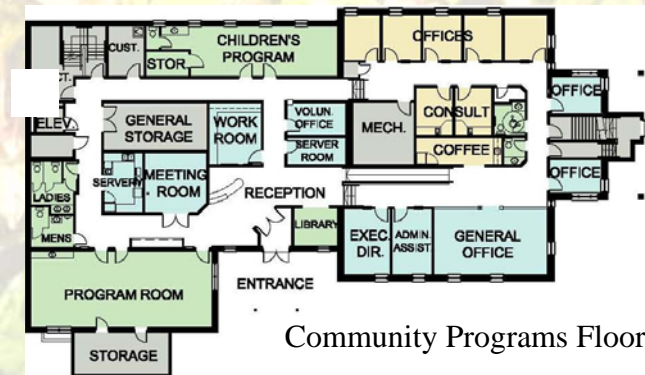 CUST.
CHILDREN'S
PROGRAM
STOR.
OFFICES
CT.
ELEV.
GENERAL
STORAGE
WORK
ROOM
VOLUN.
OFFICE
SERVER
ROOM
MECH.
CONSULT
COFFEE
OFFICE
OFFICE
LADIES
SERVERY
MEETING
ROOM
RECEPTION
MENS
LIBRARY
EXEC.
DIR.
ADMIN.
ASSIST.
GENERAL
OFFICE
PROGRAM ROOM
ENTRANCE
STORAGE
Community Programs Floor